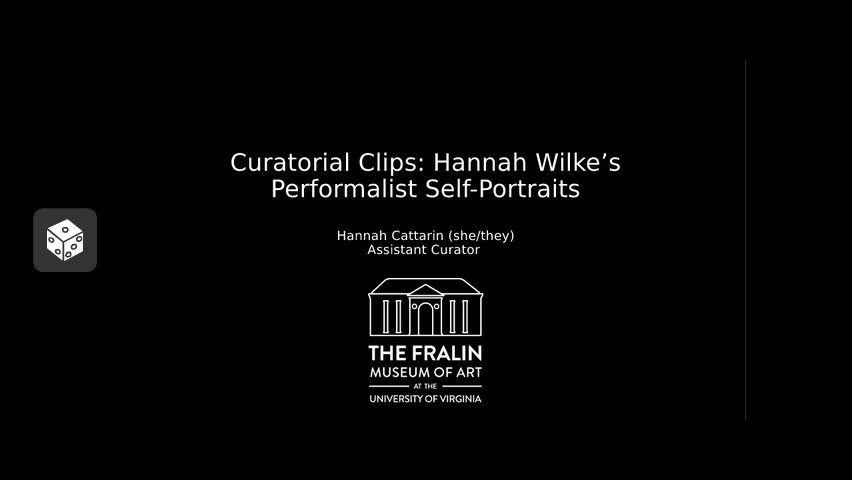 Curatorial Clips: Hannah Wilke’s
Performalist Self-Portraits
Hannah Cattarin (she/they)
Assistant Curator
THE FRALIN
MUSEUM OF ART
AT THE
UNIVERSITY OF VIRGINIA